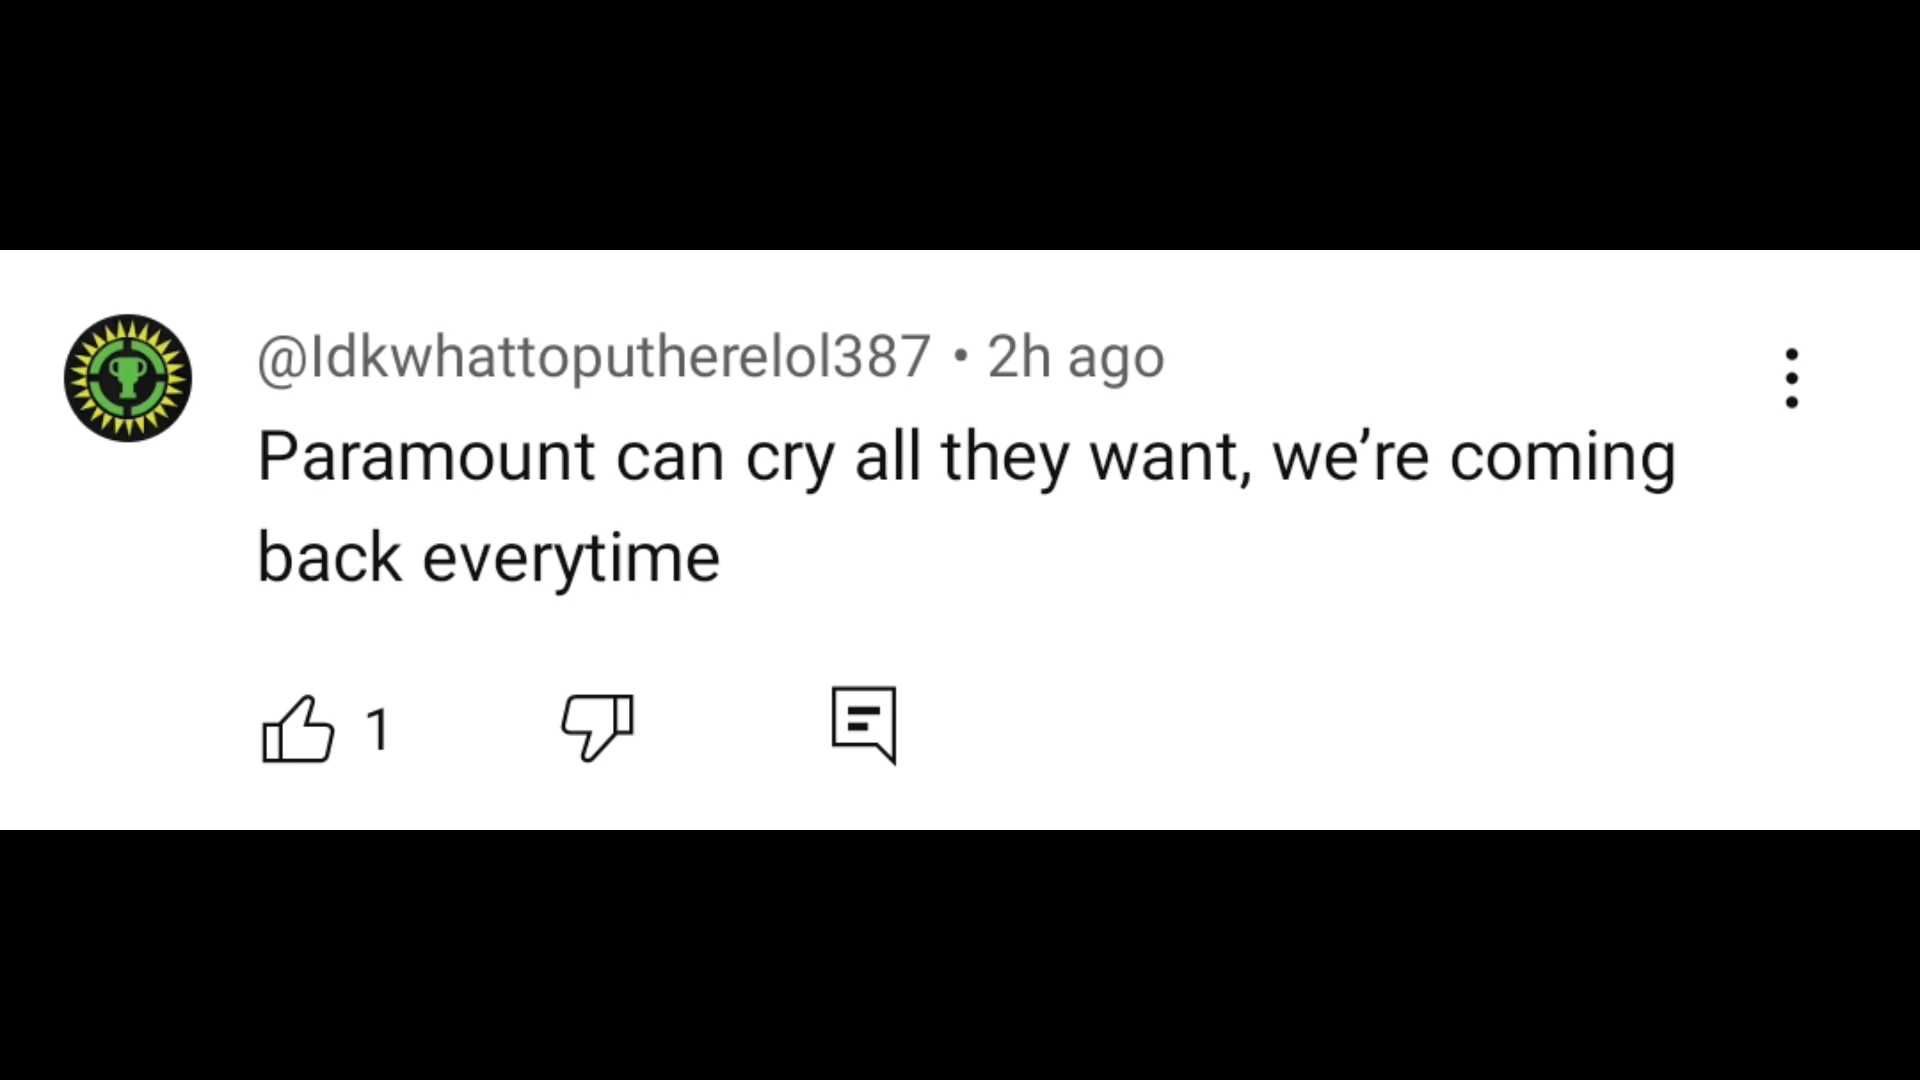 @Idkwhattoputherelol387 • 2h ago
Paramount can cry all they want, we’re coming
back everytime
1